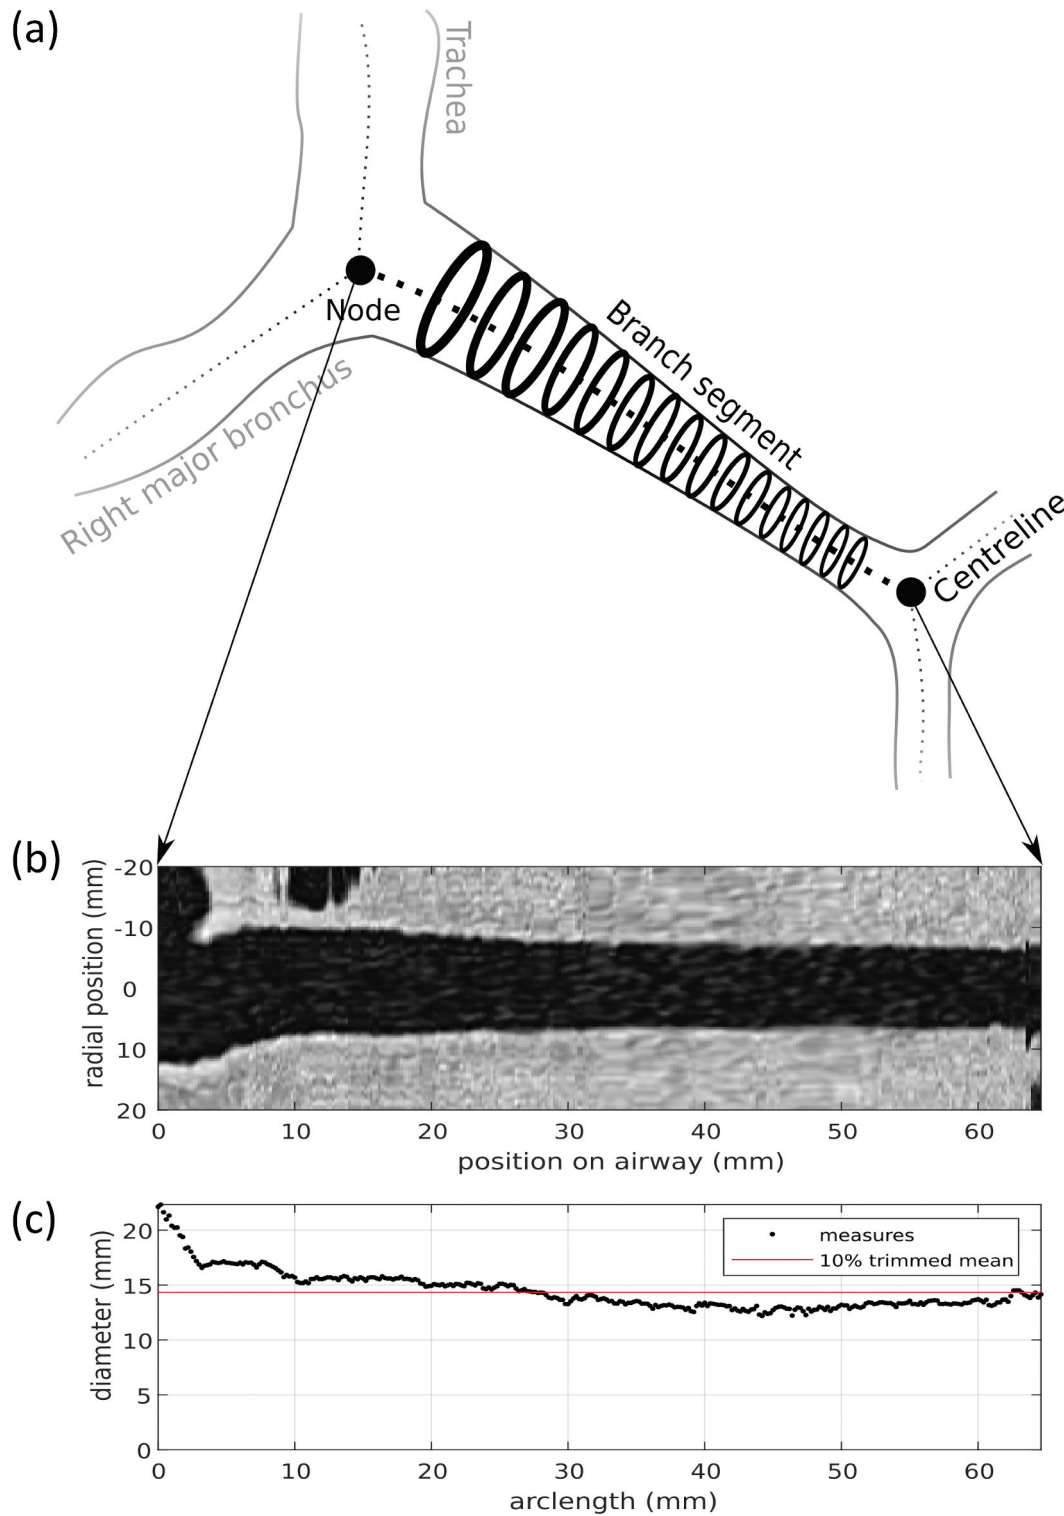 (a)
Trachea
Node
Branch segment
Right major bronchus
Centreline
(b)
radial position (mm)
-20
-10
0
10
20
0 10 20 30 40 50 60
position on airway (mm)
(c)
diameter (mm)
20
15
10
5
0
measures
10% trimmed mean
0 10 20 30 40 50 60
arclength (mm)